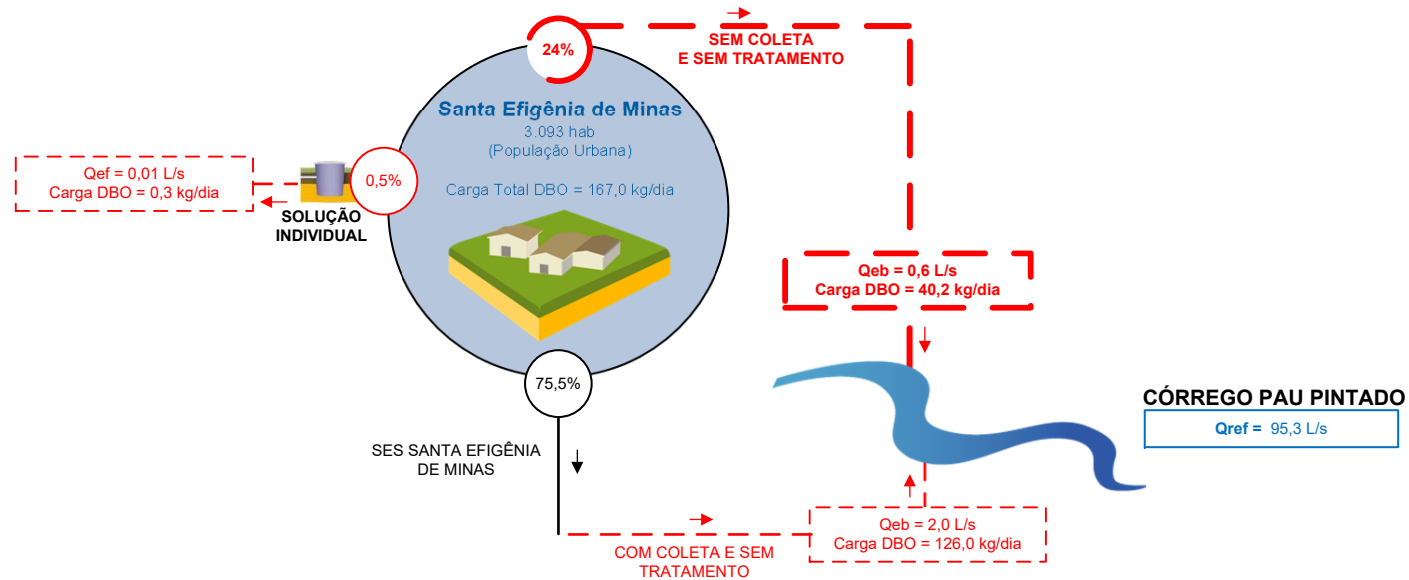 24%
SEM COLETA
E SEM TRATAMENTO
Santa Efigênia de Minas
3.093 hab
(População Urbana)
Carga Total DBO = 167,0 kg/dia
Qef = 0,01 L/s
Carga DBO = 0,3 kg/dia
0,5%
SOLUÇÃO
INDIVIDUAL
Qeb = 0,6 L/s
Carga DBO = 40,2 kg/dia
75,5%
CÓRREGO PAU PINTADO
Qref = 95,3 L/s
SES SANTA EFIGÊNIA
DE MINAS
Qeb = 2,0 L/s
Carga DBO = 126,0 kg/dia
COM COLETA E SEM
TRATAMENTO